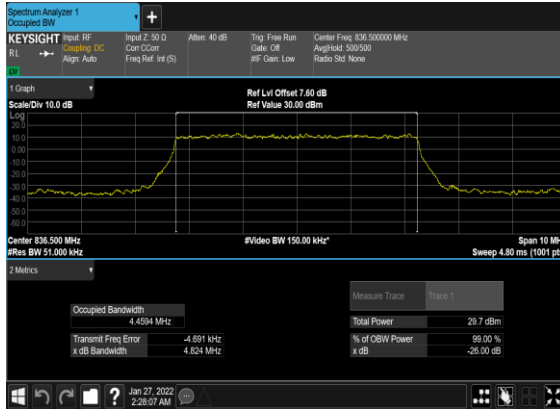 Spectrum Analyzer 1
Occupied BW
+
KEYSIGHT Input: RF Input Z: 50 Ω Atten: 40 dB Trig: Free Run Center Freq: 836.500000 MHz
RL Coupling: DC Corr CCorr Gate: Off Avg|Hold: 500/500
Align: Auto Freq Ref: Int (S) #IF Gain: Low Radio Std: None
LV
1 Graph
Ref Lvl Offset 7.60 dB
Scale/Div 10.0 dB Ref Value 30.00 dBm
Log
20.0
10.0
0.00
-10.0
-20.0
-30.0
-40.0
-50.0
-60.0
Center 836.500 MHz #Video BW 150.00 kHz* Span 10 MH
#Res BW 51.000 kHz Sweep 4.80 ms (1001 pt
2 Metrics
Measure Trace Trace 1
Occupied Bandwidth
4.4594 MHz
Total Power 29.7 dBm
Transmit Freq Error -4.691 kHz % of OBW Power 99.00 %
x dB Bandwidth 4.824 MHz x dB -26.00 dB
? Jan 27, 2022
2:28:07 AM